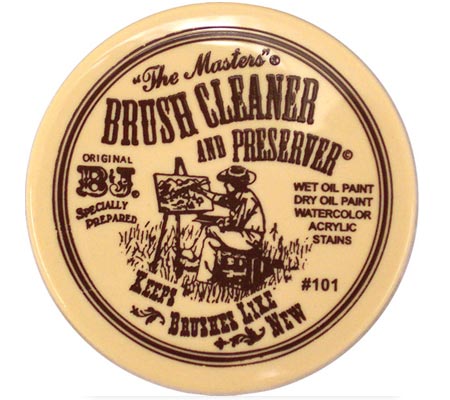 "The Masters"®
BRUSH CLEANER
AND PRESERVER©
ORIGINAL
B&J
SPECIALLY
PREPARED
WET OIL PAINT
DRY OIL PAINT
WATERCOLOR
ACRYLIC
STAINS
#101
KEEPS
BRUSHES LIKE
NEW